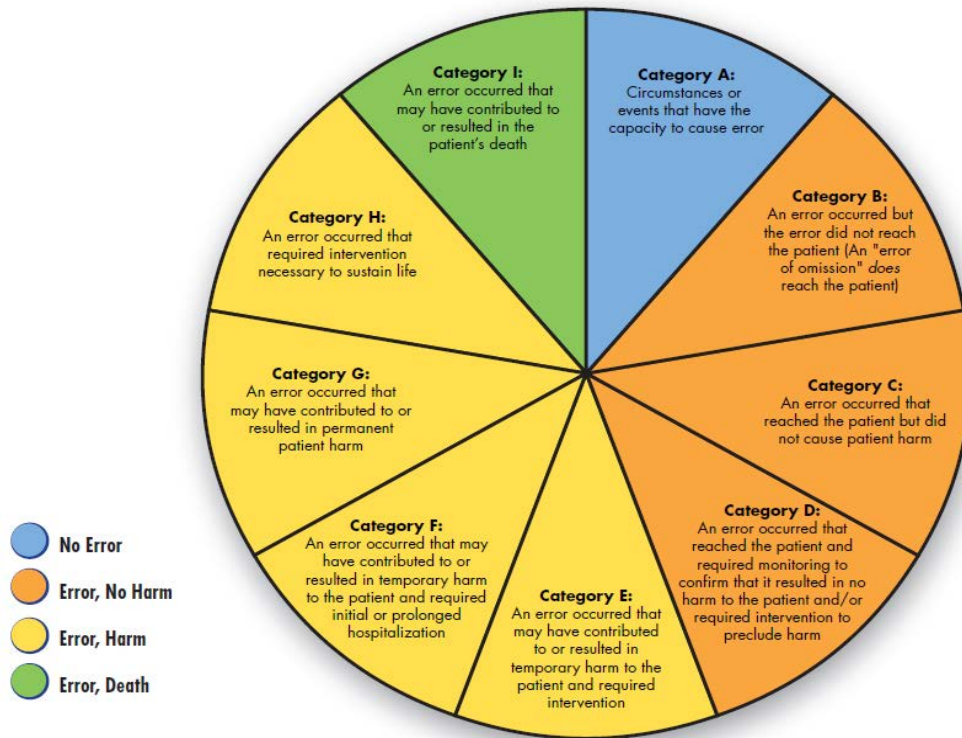 Category I:
An error occurred that
may have contributed to
or resulted in the
patient's death
Category A:
Circumstances or
events that have the
capacity to cause error
Category B:
An error occurred but
the error did not reach
the patient (An "error
of omission" does
reach the patient)
Category C:
An error occurred that
reached the patient but did
not cause patient harm
Category D:
An error occurred that
reached the patient and
required monitoring to
confirm that it resulted in no
harm to the patient and/or
required intervention to
preclude harm
Category E:
An error occurred that
may have contributed
to or resulted in
temporary harm to the
patient and required
intervention
Category F:
An error occurred that may
have contributed to or
resulted in temporary harm
to the patient and required
initial or prolonged
hospitalization
Category G:
An error occurred that
may have contributed to or
resulted in permanent
patient harm
Category H:
An error occurred that
required intervention
necessary to sustain life
No Error
Error, No Harm
Error, Harm
Error, Death